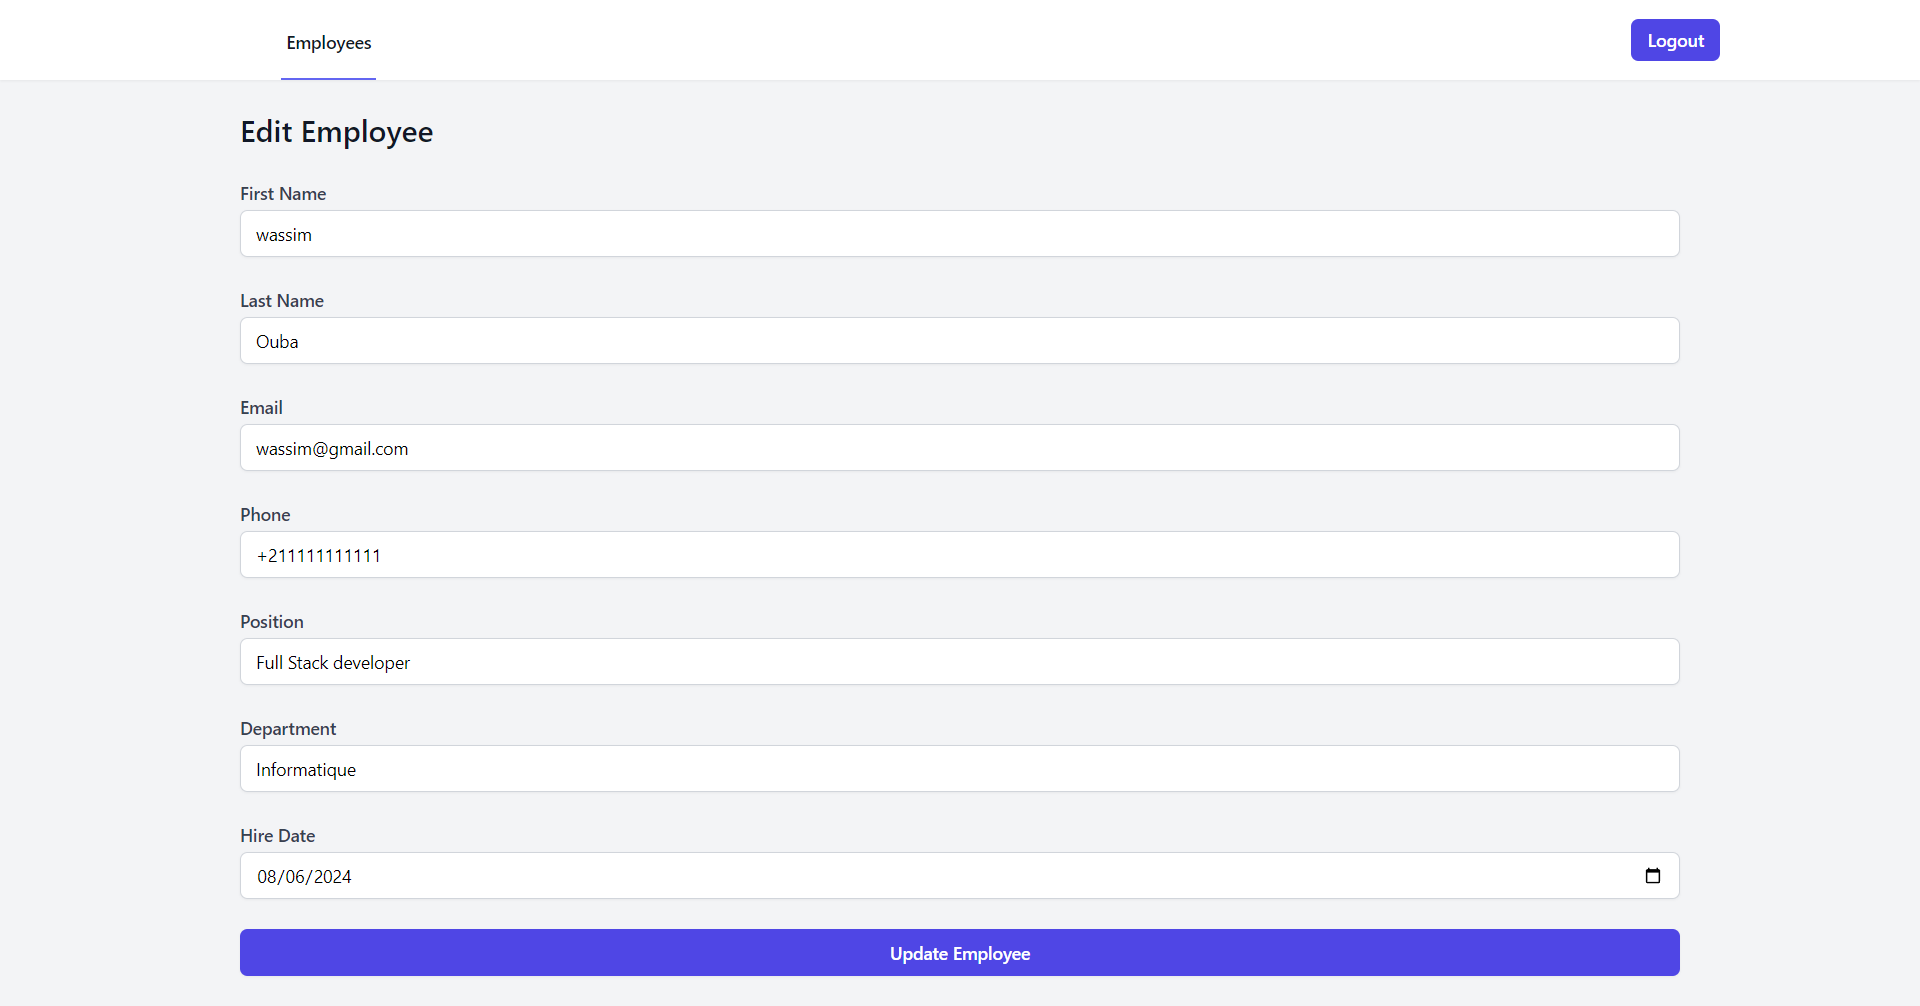 Employees
Logout
Edit Employee
First Name
wassim
Last Name
Ouba
Email
wassim@gmail.com
Phone
+211111111111
Position
Full Stack developer
Department
Informatique
Hire Date
08/06/2024
Update Employee